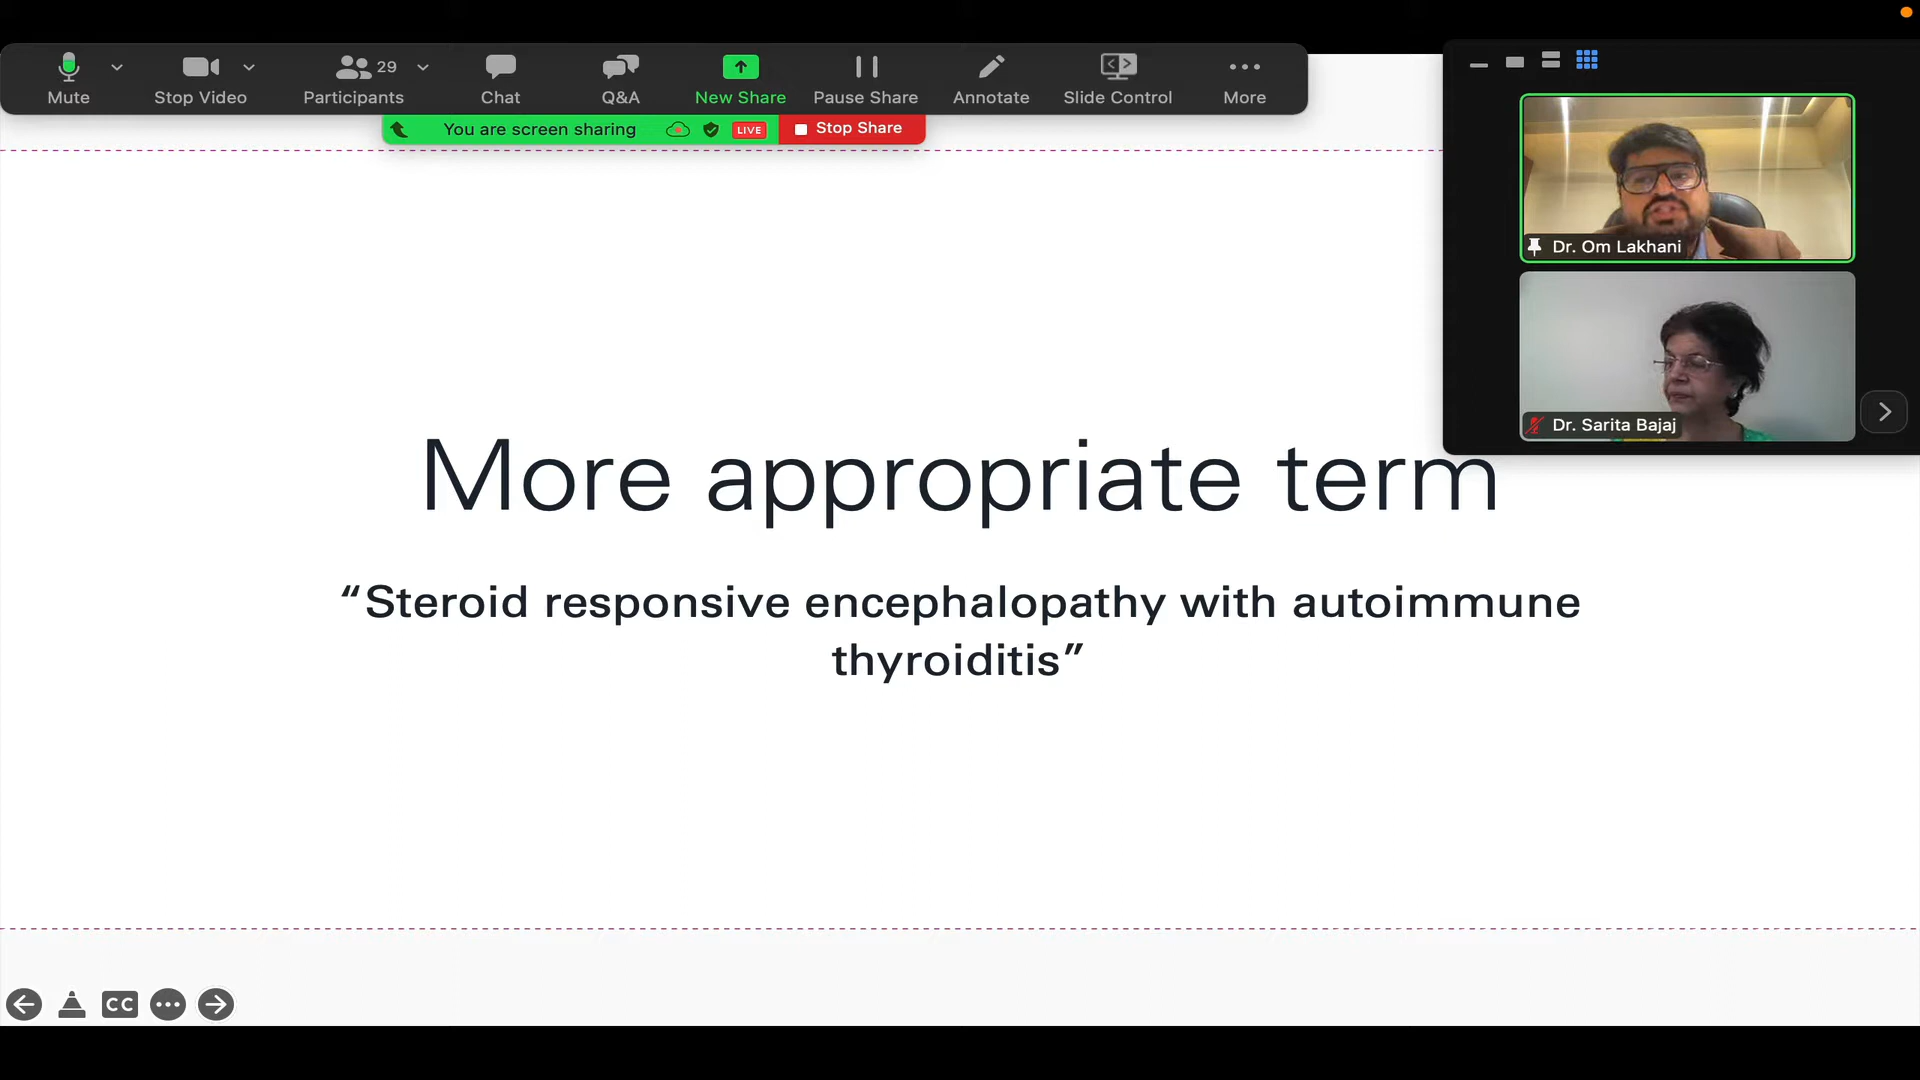 Mute
Stop Video
29
Participants
Chat
Q&A
New Share
Pause Share
Annotate
Slide Control
More
You are screen sharing
LIVE
Stop Share
Dr. Om Lakhani
Dr. Sarita Bajaj
More appropriate term
“Steroid responsive encephalopathy with autoimmune
thyroiditis”
CC